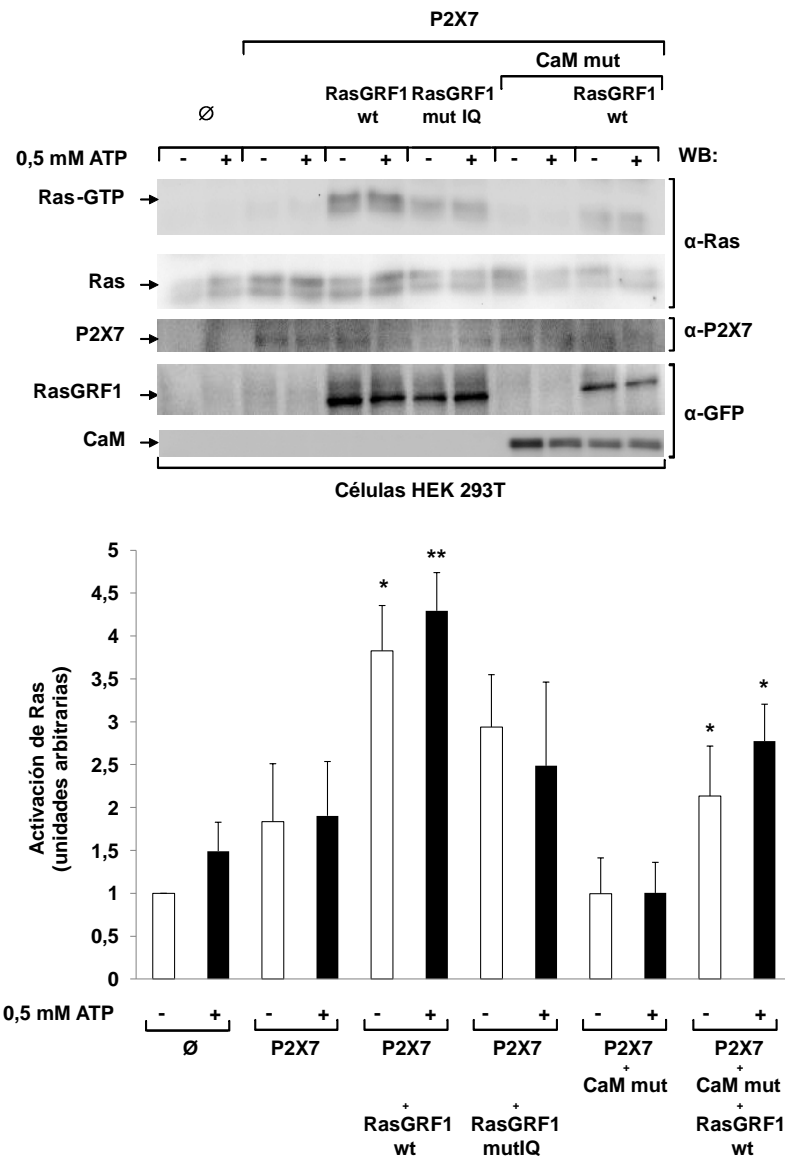 P2X7
CaM mut
RasGRF1 RasGRF1 RasGRF1
Ø wt mut IQ wt
0,5 mM ATP - + - + - + - + - + - + WB:
Ras-GTP
α-Ras
Ras
P2X7 α-P2X7
RasGRF1
α-GFP
CaM
Células HEK 293T
Activación de Ras
(unidades arbitrarias)
5
4,5
4
3,5
3
2,5
2
1,5
1
0,5
0
* ** * *
0,5 mM ATP - + - + - + - + - + - +
Ø P2X7 P2X7 P2X7 P2X7 P2X7
+ +
CaM mut CaM mut
+ + +
RasGRF1 RasGRF1 RasGRF1
wt mutIQ wt